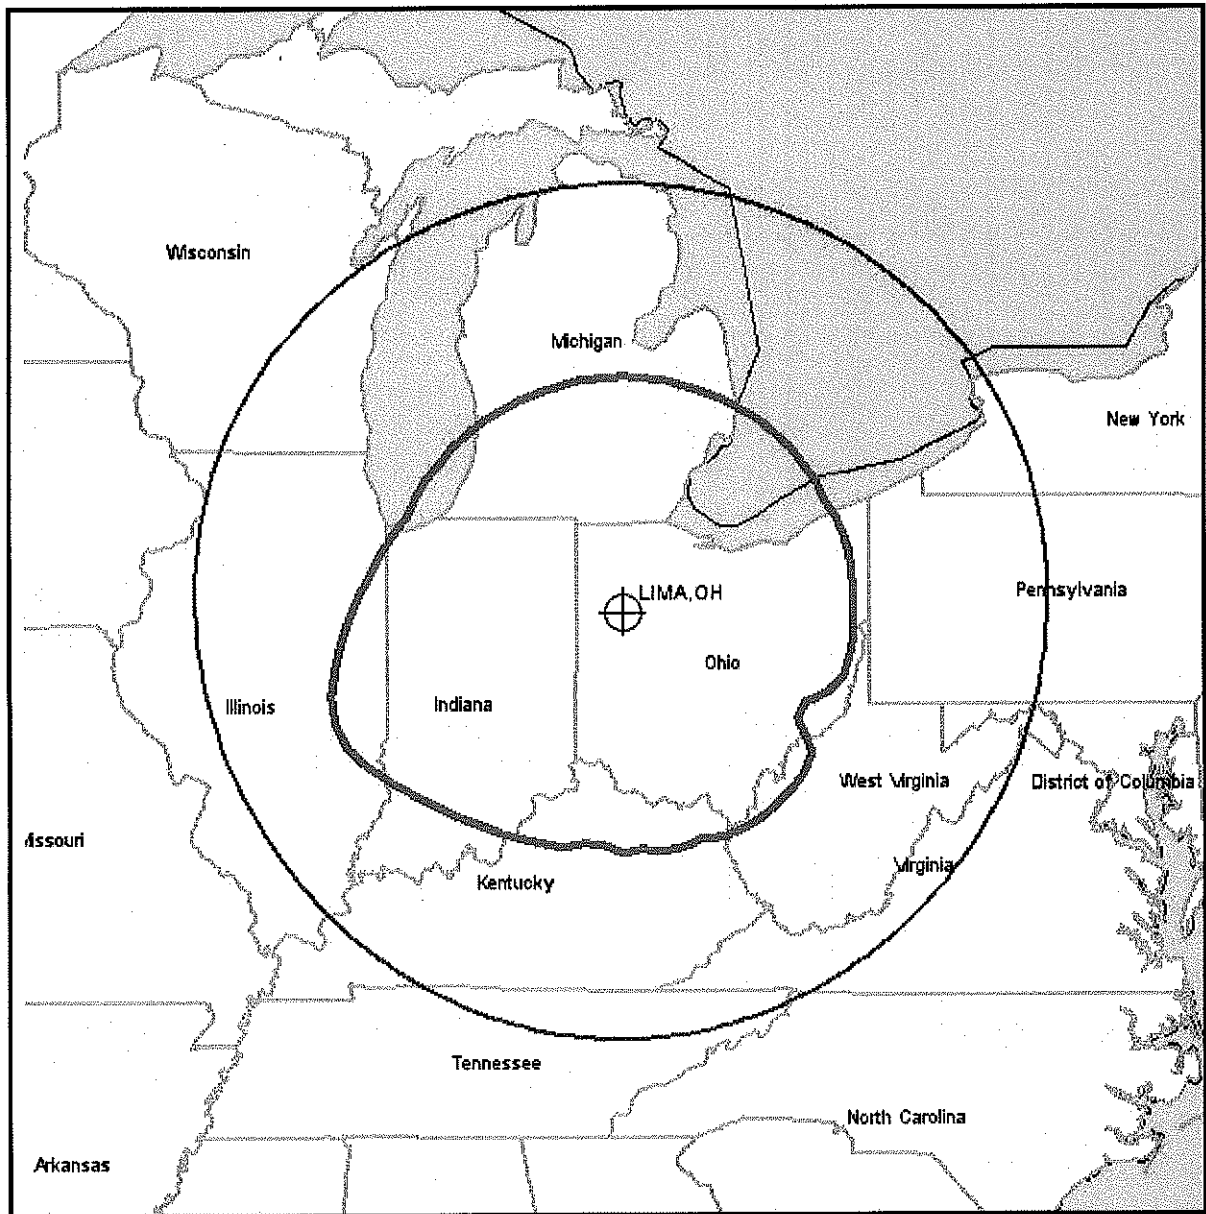 Wisconsin
Michigan
New York
LIMA,OH
Pennsylvania
Ohio
Illinois
Indiana
West Virginia
District of Columbia
Missouri
Virginia
Kentucky
Tennessee
North Carolina
Arkansas